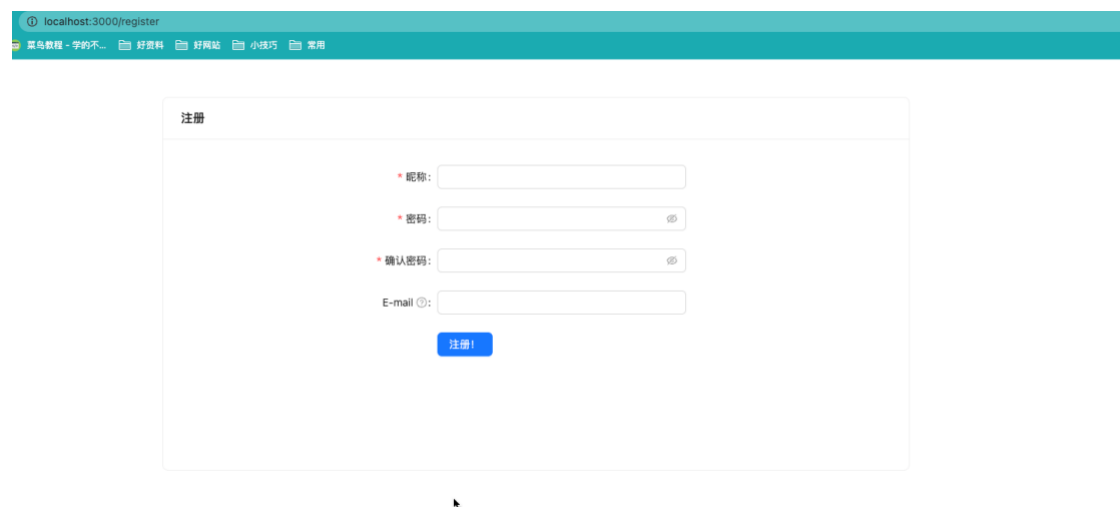 localhost:3000/register
菜鸟教程 - 学的不... 好资料 好网站 小技巧 常用
注册
* 昵称:
* 密码:
* 确认密码:
E-mail :
注册!